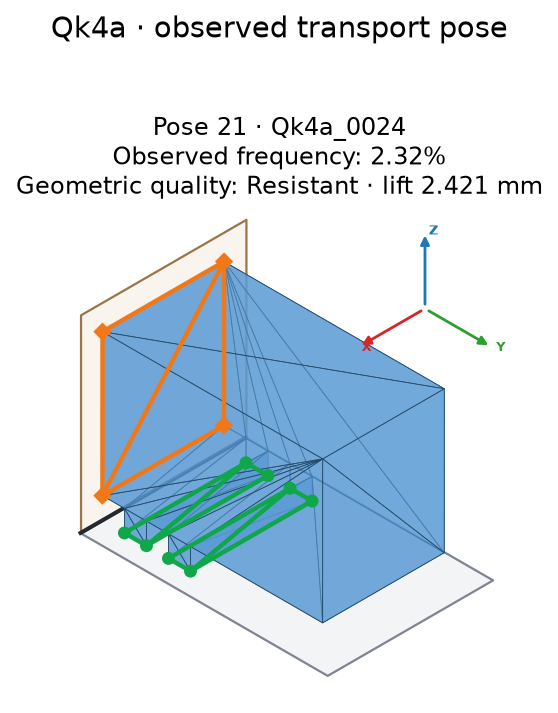 Qk4a · observed transport pose
Pose 21 · Qk4a_0024
Observed frequency: 2.32%
Geometric quality: Resistant · lift 2.421 mm
Z
X
Y